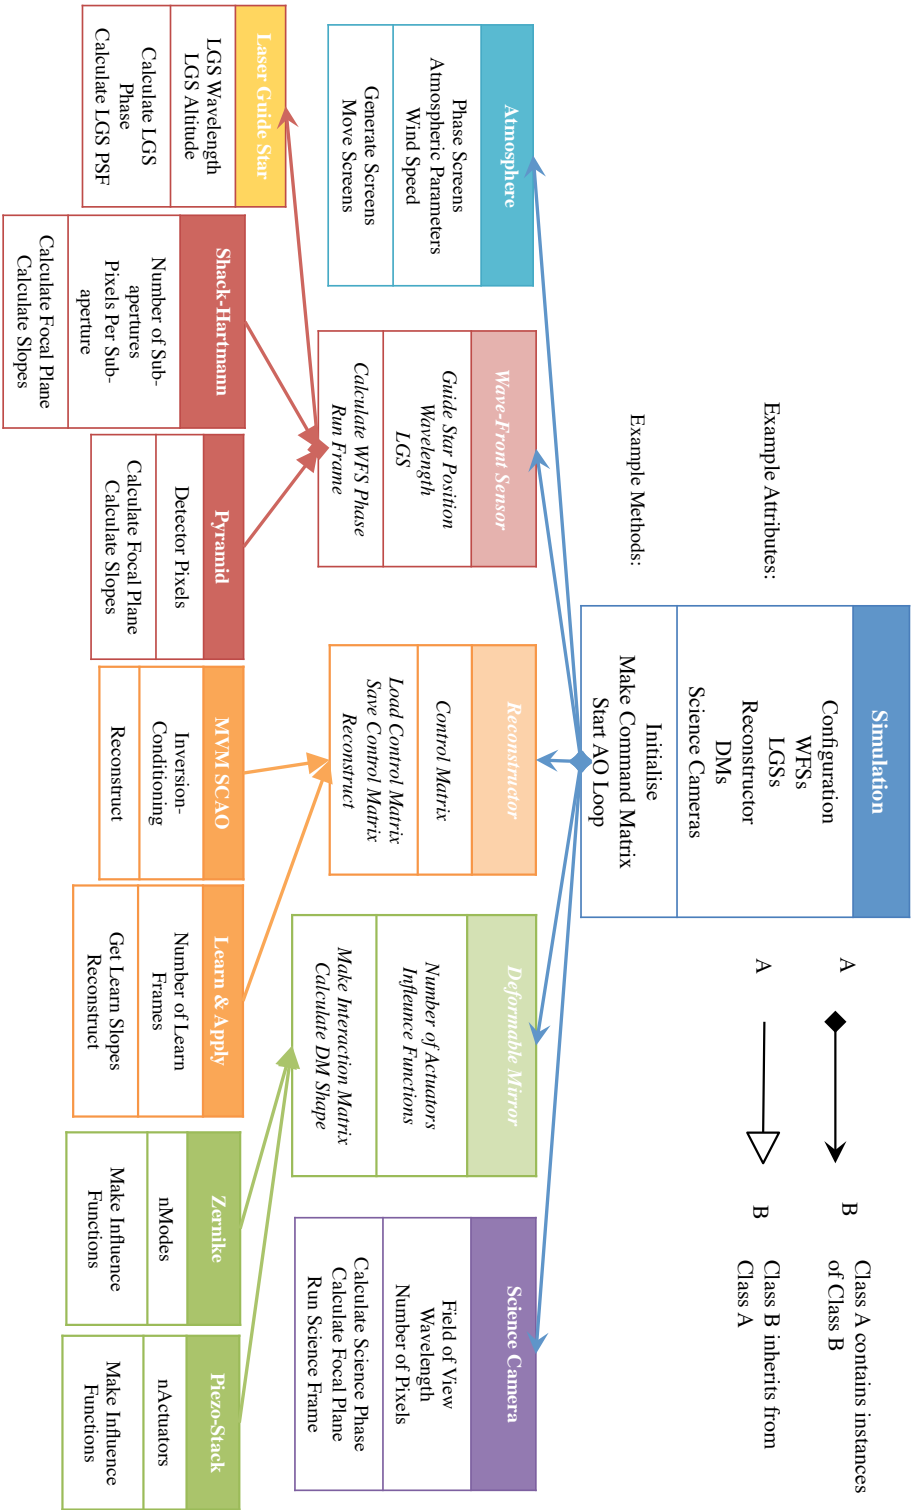 Simulation
Example Attributes:
Configuration
WFSs
LGSs
Reconstructor
DMs
Science Cameras
Example Methods:
Initialise
Make Command Matrix
Start AO Loop
A
B
Class A contains instances
of Class B
A
B
Class B inherits from
Class A
Atmosphere
Phase Screens
Atmospheric Parameters
Wind Speed
Generate Screens
Move Screens
Wave-Front Sensor
Guide Star Position
Wavelength
LGS
Calculate WFS Phase
Run Frame
Reconstructor
Control Matrix
Load Control Matrix
Save Control Matrix
Reconstruct
Deformable Mirror
Number of Actuators
Infleunce Functions
Make Interaction Matrix
Calculate DM Shape
Science Camera
Field of View
Wavelength
Number of Pixels
Calculate Science Phase
Calculate Focal Plane
Run Science Frame
Laser Guide Star
LGS Wavelength
LGS Altitude
Calculate LGS
Phase
Calculate LGS PSF
Shack-Hartmann
Number of Sub-
apertures
Pixels Per Sub-
aperture
Calculate Focal Plane
Calculate Slopes
Pyramid
Detector Pixels
Calculate Focal Plane
Calculate Slopes
MVM SCAO
Inversion-
Conditioning
Reconstruct
Learn & Apply
Number of Learn
Frames
Get Learn Slopes
Reconstruct
Zernike
nModes
Make Influence
Functions
Piezo-Stack
nActuators
Make Influence
Functions